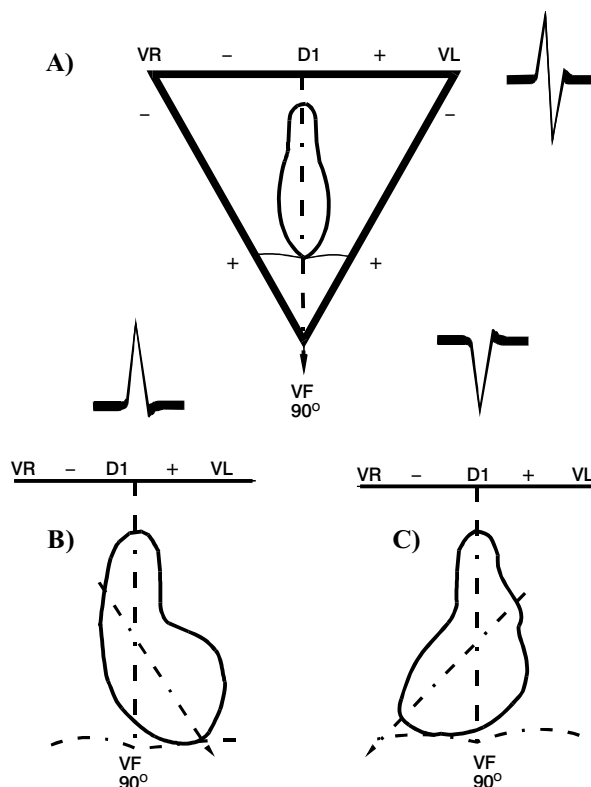 VR – D1 + VL
A)
– –
+ +
VF
90°
VR – D1 + VL VR – D1 + VL
B) C)
VF VF
90° 90°